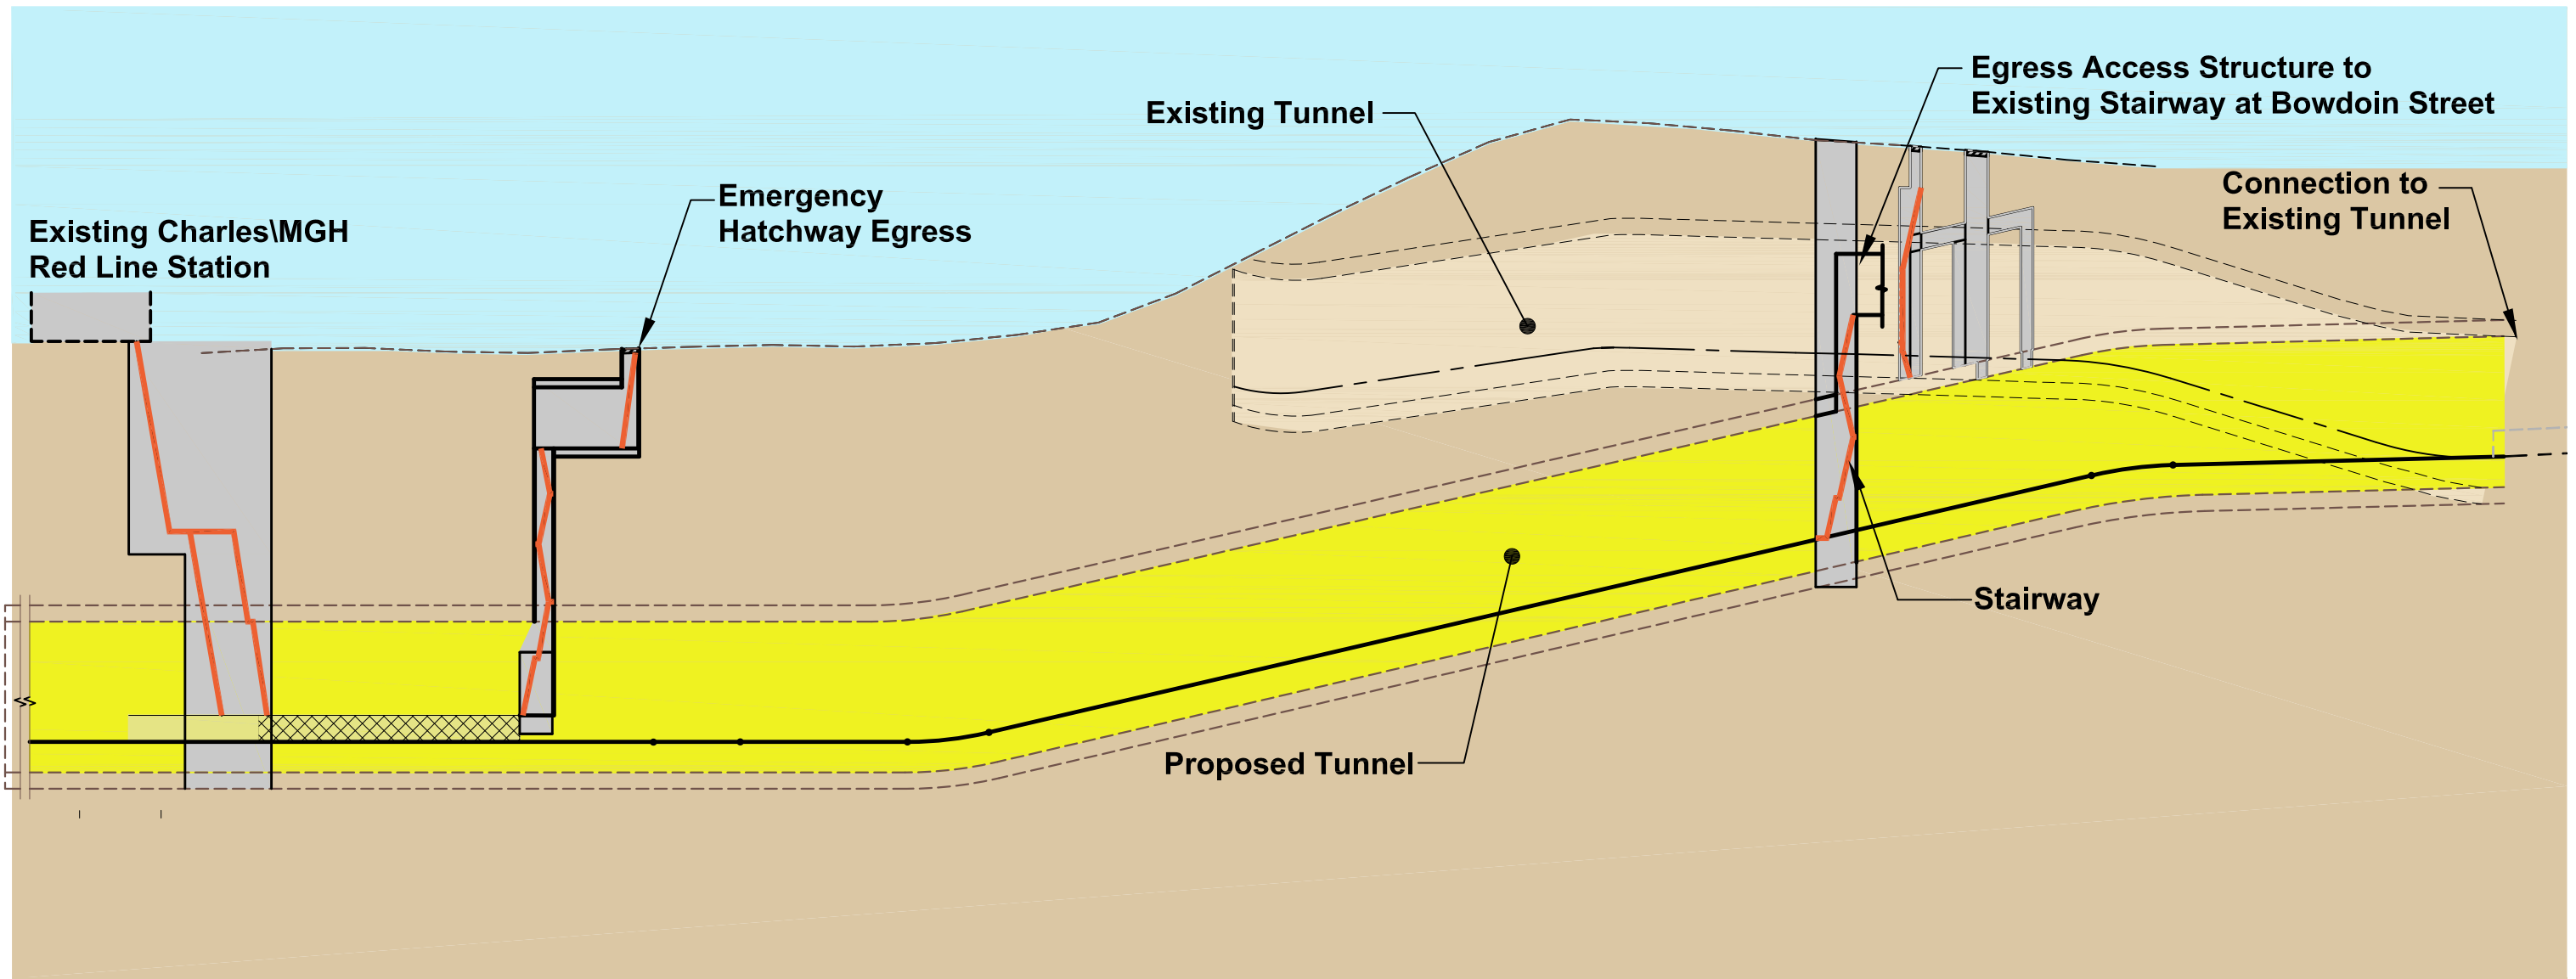 Egress Access Structure to
Existing Stairway at Bowdoin Street
Existing Tunnel
Emergency
Hatchway Egress
Connection to
Existing Tunnel
Existing Charles\MGH
Red Line Station
Stairway
Proposed Tunnel